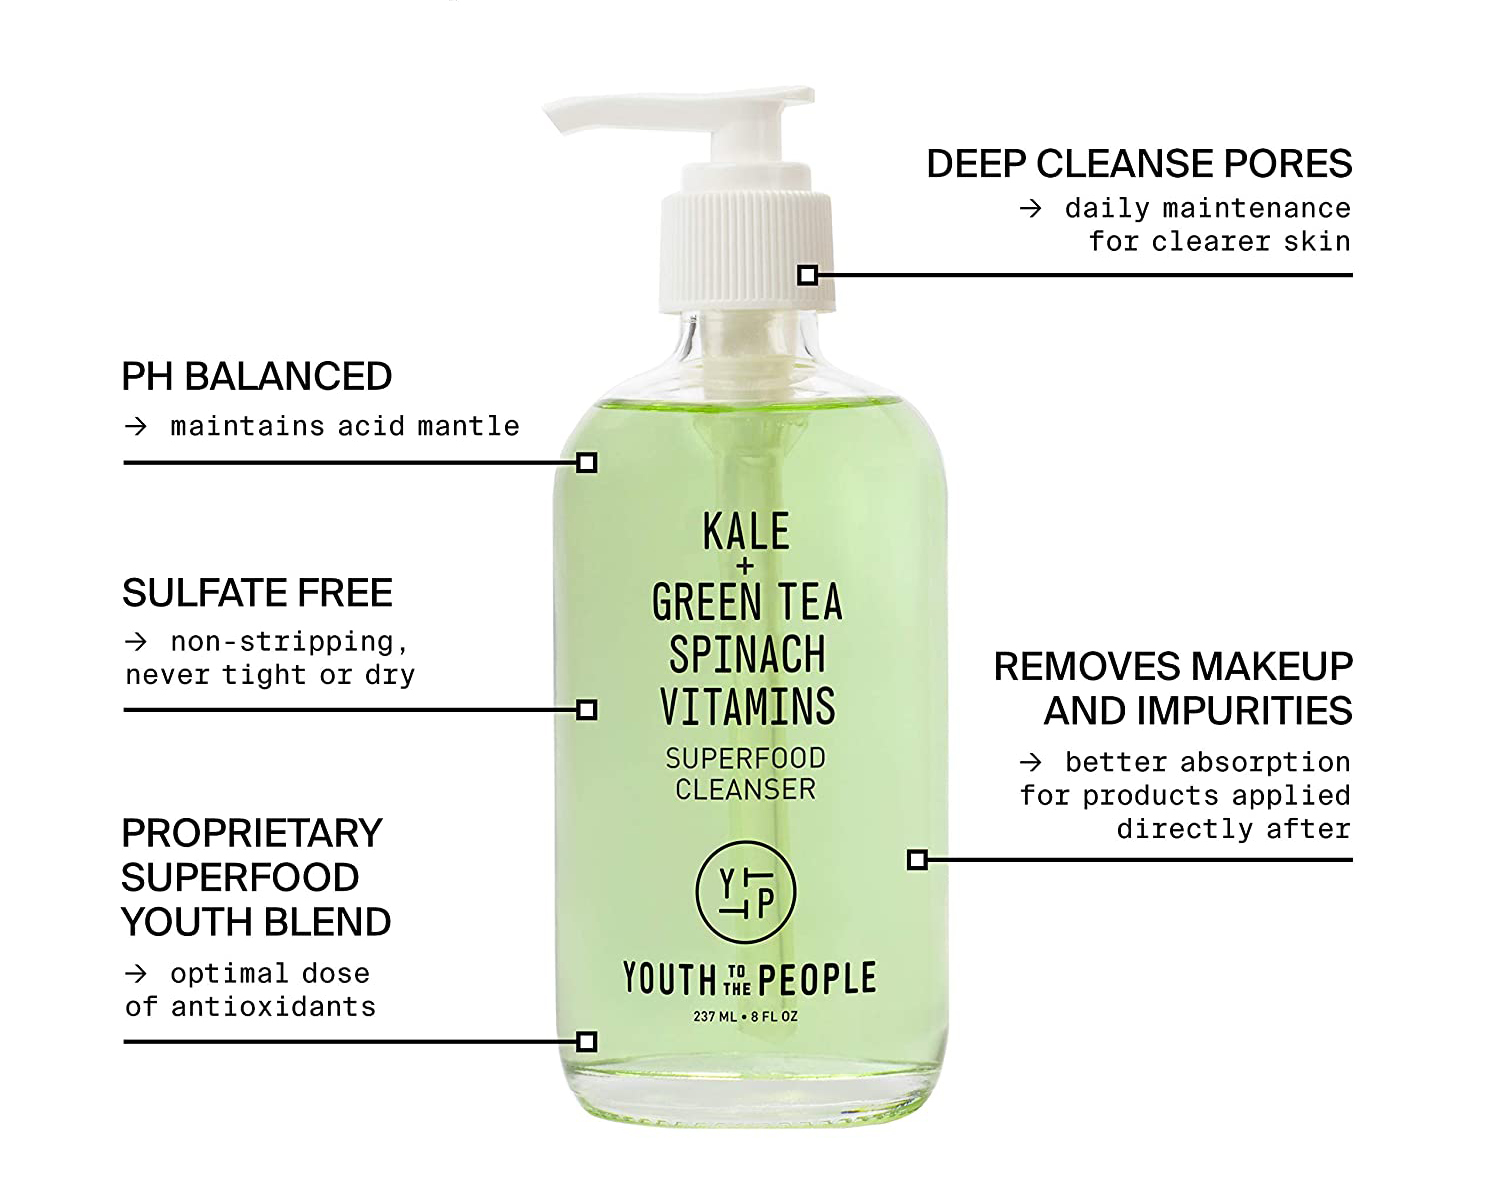 DEEP CLEANSE PORES
→ daily maintenance
for clearer skin
PH BALANCED
→ maintains acid mantle
SULFATE FREE
→ non-stripping,
never tight or dry
PROPRIETARY
SUPERFOOD
YOUTH BLEND
→ optimal dose
of antioxidants
KALE
+
GREEN TEA
SPINACH
VITAMINS
SUPERFOOD
CLEANSER
YTTP
YOUTH TO THE PEOPLE
237 ML • 8 FL OZ
REMOVES MAKEUP
AND IMPURITIES
→ better absorption
for products applied
directly after